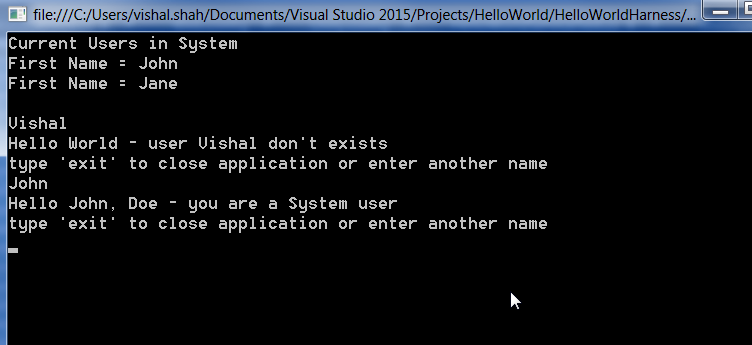 file:///C:/Users/vishal.shah/Documents/Visual Studio 2015/Projects/HelloWorld/HelloWorldHarness/...
Current Users in System
First Name = John
First Name = Jane
Vishal
Hello World - user Vishal don't exists
type 'exit' to close application or enter another name
John
Hello John, Doe - you are a System user
type 'exit' to close application or enter another name